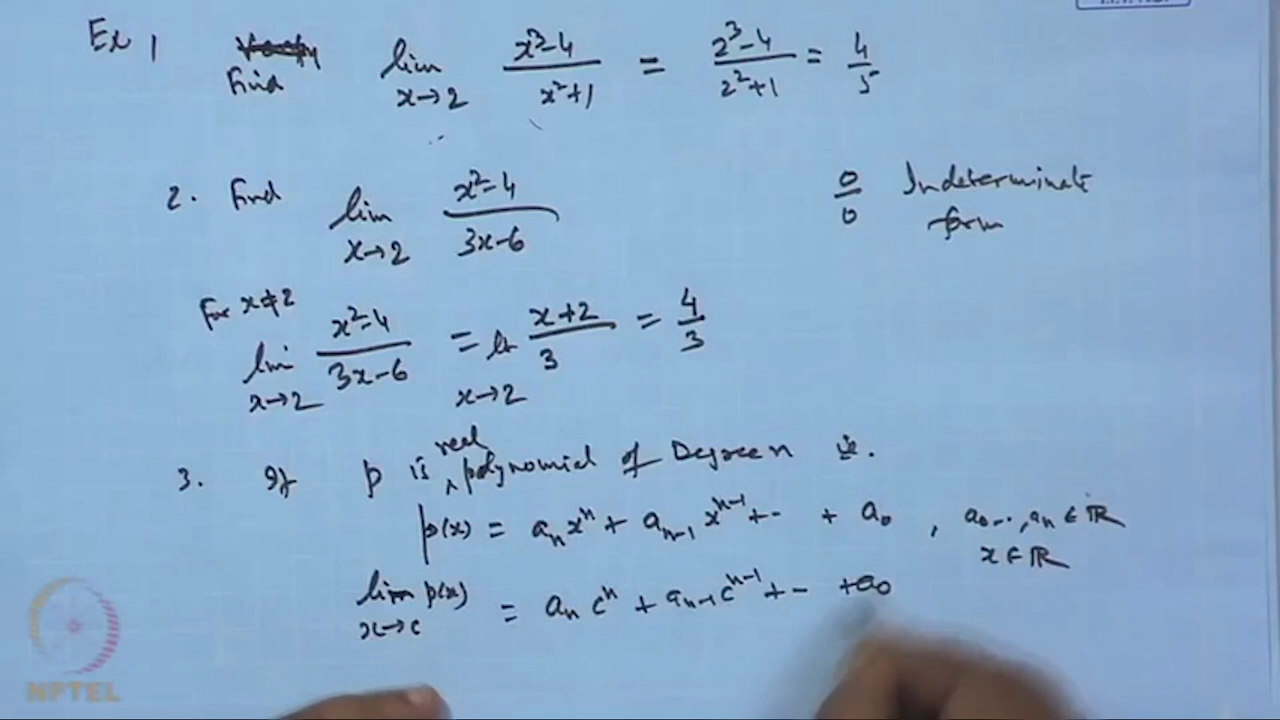 Ex 1 Find lim x→2 x³-4 / x²+1 = 2³-4 / 2²+1 = 4/5
2. Find lim x→2 x²-4 / 3x-6 0/0 Indeterminate form
For x≠2
lim x→2 x²-4 / 3x-6 = lt x→2 x+2 / 3 = 4/3
3. If p is real polynomial of Degree n ie.
p(x) = aₙxⁿ + aₙ₋₁xⁿ⁻¹ + - + a₀ , a₀..,aₙ ∈ ℝ
x ∈ ℝ
lim x→c p(x) = aₙcⁿ + aₙ₋₁cⁿ⁻¹ + - + a₀
NPTEL